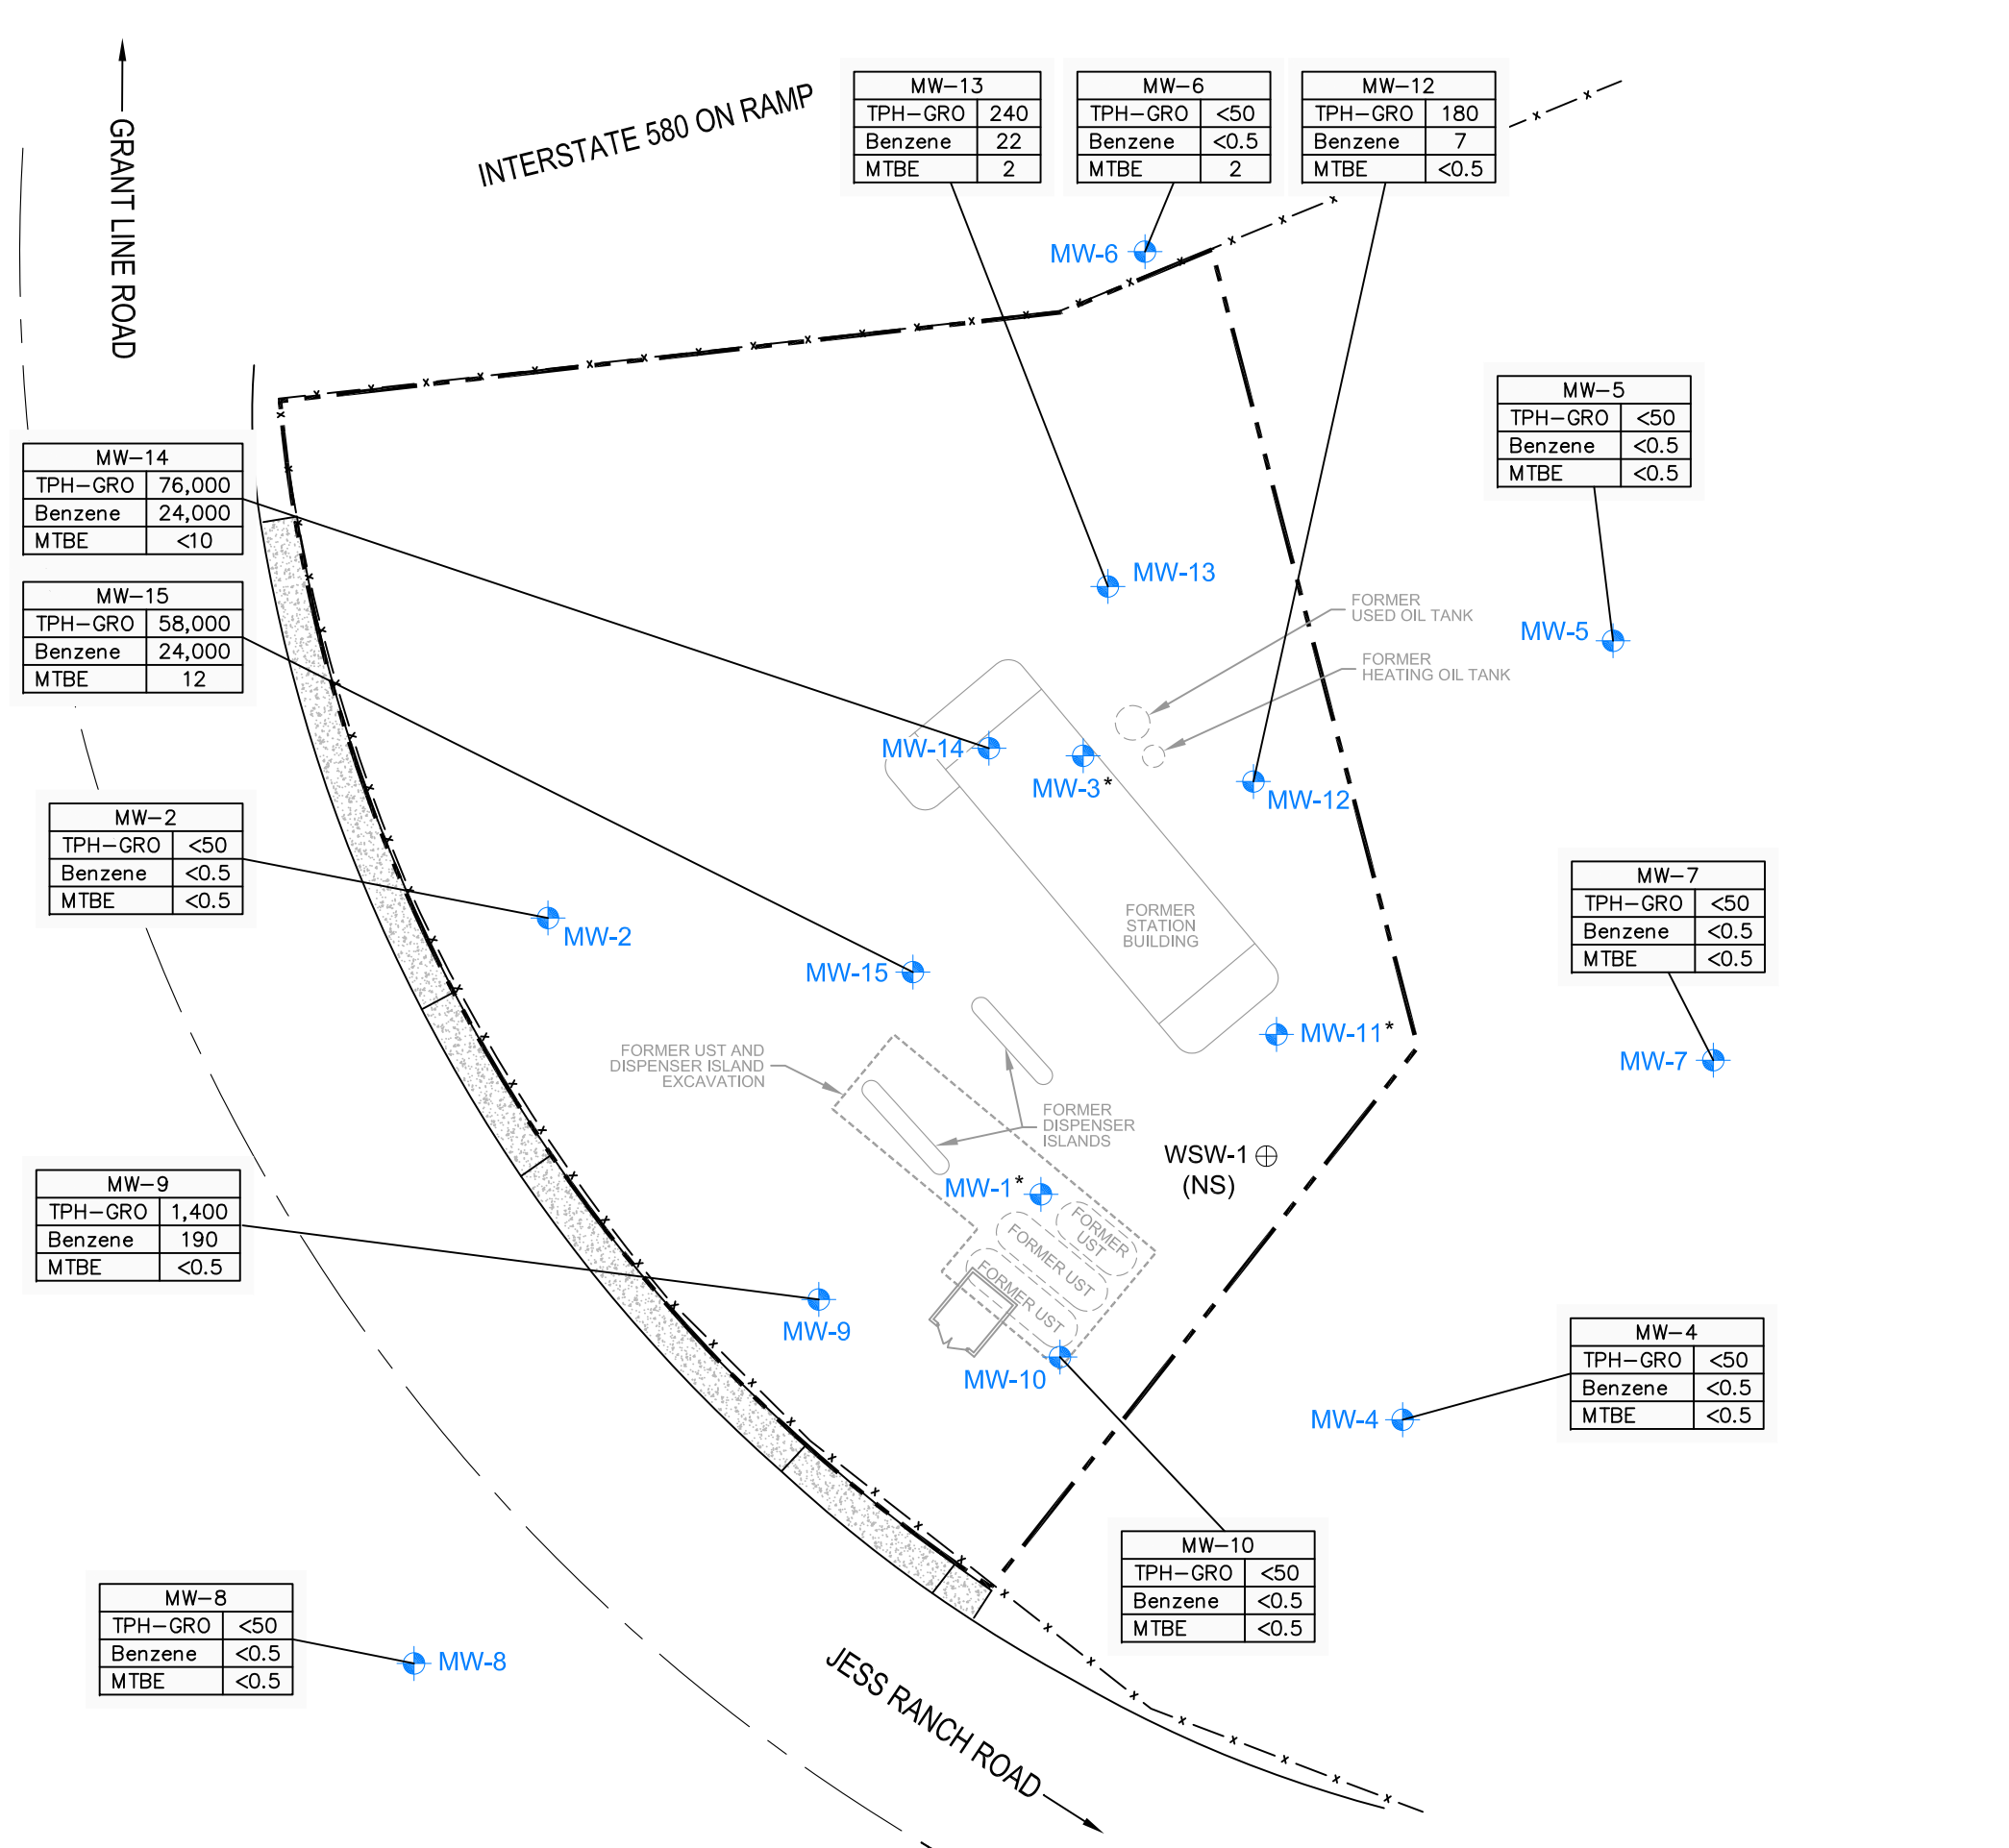 GRANT LINE ROAD
INTERSTATE 580 ON RAMP
MW-13
TPH-GRO 240
Benzene 22
MTBE 2
MW-6
TPH-GRO <50
Benzene <0.5
MTBE 2
MW-12
TPH-GRO 180
Benzene 7
MTBE <0.5
MW-6
MW-5
TPH-GRO <50
Benzene <0.5
MTBE <0.5
MW-14
TPH-GRO 76,000
Benzene 24,000
MTBE <10
MW-15
TPH-GRO 58,000
Benzene 24,000
MTBE 12
MW-13
FORMER
USED OIL TANK
MW-5
FORMER
HEATING OIL TANK
MW-14
MW-3*
MW-12
MW-2
TPH-GRO <50
Benzene <0.5
MTBE <0.5
MW-2
MW-15
FORMER
STATION
BUILDING
MW-7
TPH-GRO <50
Benzene <0.5
MTBE <0.5
MW-11*
MW-7
FORMER UST AND
DISPENSER ISLAND
EXCAVATION
FORMER
DISPENSER
ISLANDS
WSW-1
(NS)
MW-1*
FORMER
UST
FORMER UST
FORMER UST
MW-9
TPH-GRO 1,400
Benzene 190
MTBE <0.5
MW-9
MW-10
MW-4
MW-4
TPH-GRO <50
Benzene <0.5
MTBE <0.5
MW-10
TPH-GRO <50
Benzene <0.5
MTBE <0.5
MW-8
TPH-GRO <50
Benzene <0.5
MTBE <0.5
MW-8
JESS RANCH ROAD